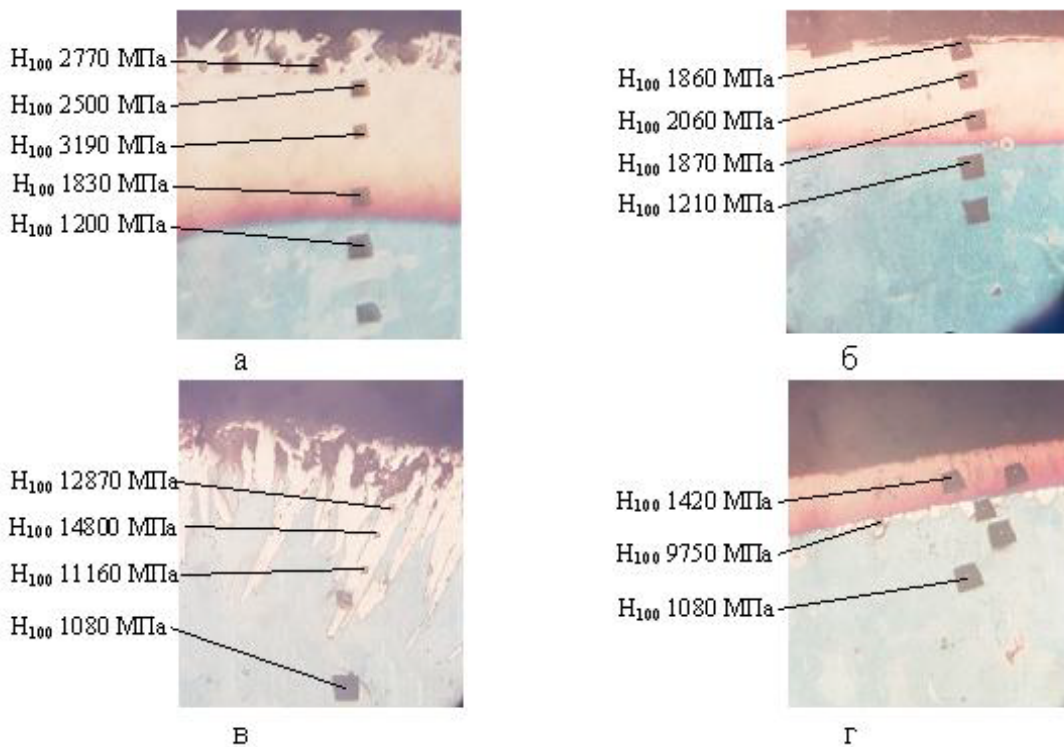 H₁₀₀ 2770 МПа
H₁₀₀ 2500 МПа
H₁₀₀ 3190 МПа
H₁₀₀ 1830 МПа
H₁₀₀ 1200 МПа
а
H₁₀₀ 1860 МПа
H₁₀₀ 2060 МПа
H₁₀₀ 1870 МПа
H₁₀₀ 1210 МПа
б
H₁₀₀ 12870 МПа
H₁₀₀ 14800 МПа
H₁₀₀ 11160 МПа
H₁₀₀ 1080 МПа
в
H₁₀₀ 1420 МПа
H₁₀₀ 9750 МПа
H₁₀₀ 1080 МПа
г